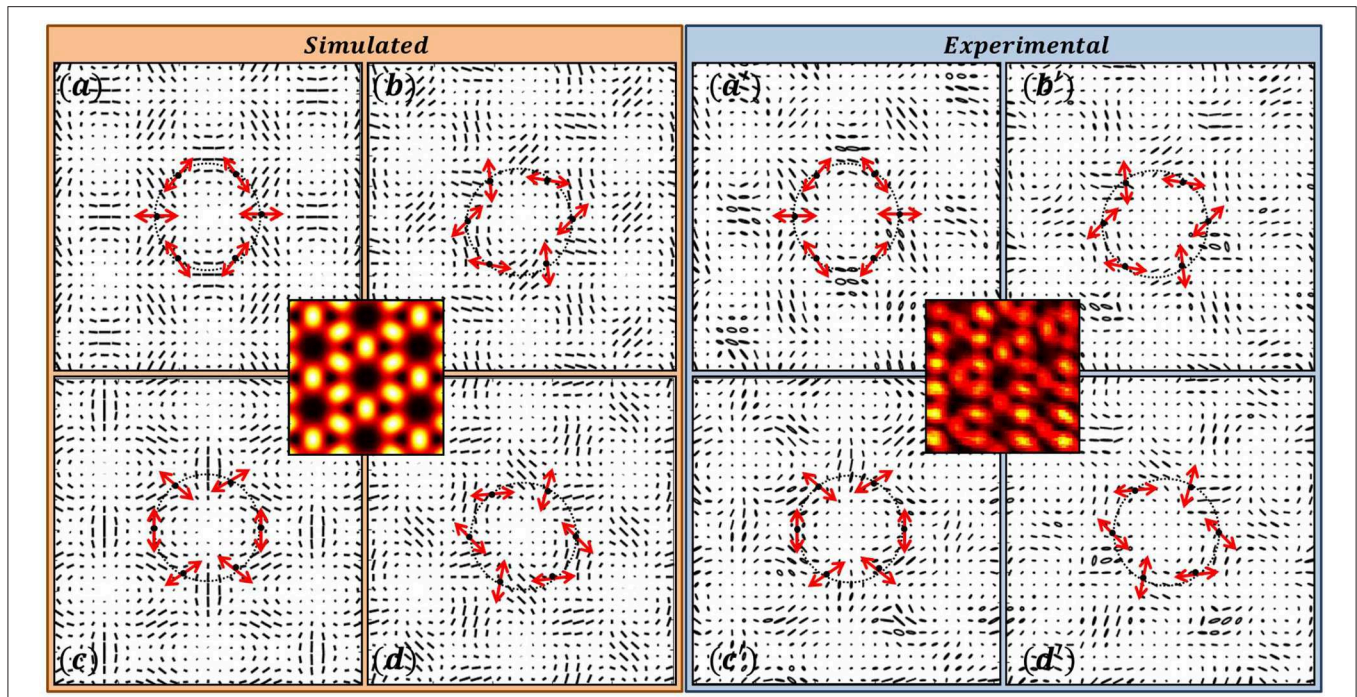 Simulated
Experimental
(a)
(b)
(a')
(b')
(c)
(d)
(c')
(d')